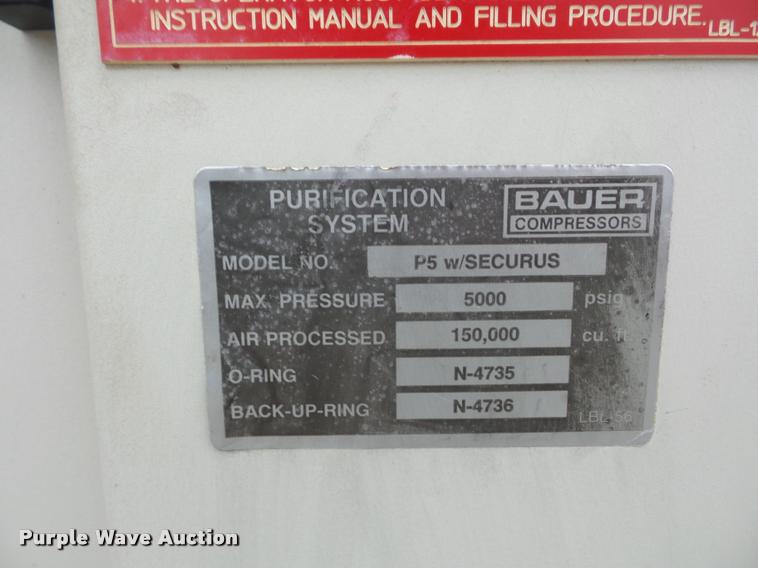 INSTRUCTION MANUAL AND FILLING PROCEDURE.
PURIFICATION SYSTEM
BAUER
COMPRESSORS
MODEL NO. P5 w/SECURUS
MAX. PRESSURE 5000 psig
AIR PROCESSED 150,000 cu. ft
O-RING N-4735
BACK-UP-RING N-4736
LBL-56
Purple Wave Auction